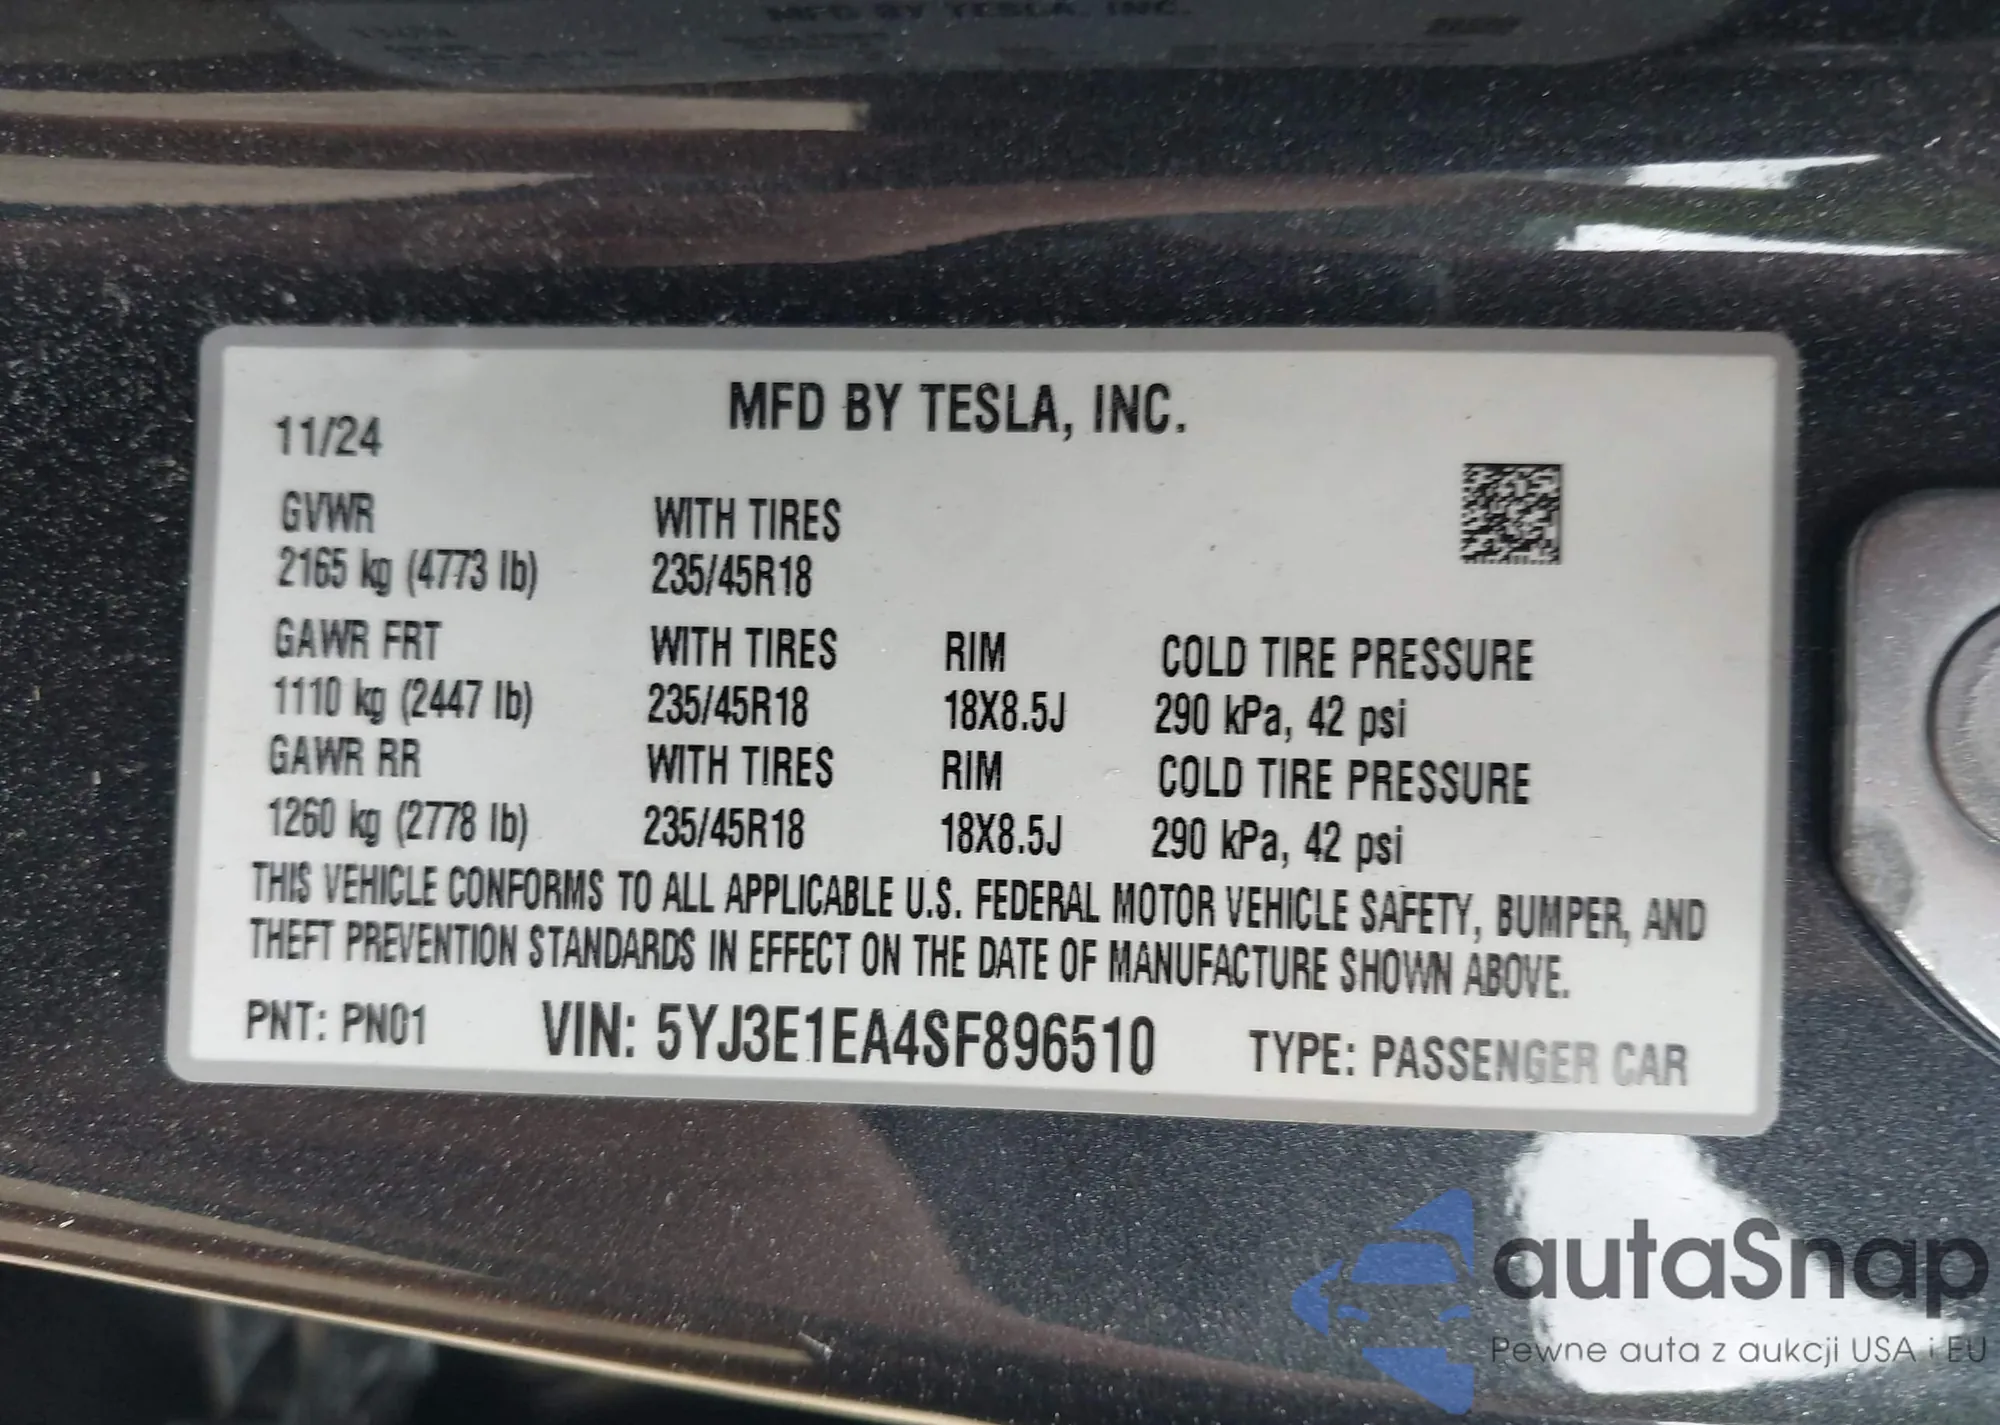 MFD BY TESLA, INC.
MFD BY TESLA, INC.
11/24
GVWR WITH TIRES
2165 kg (4773 lb) 235/45R18
GAWR FRT WITH TIRES RIM COLD TIRE PRESSURE
1110 kg (2447 lb) 235/45R18 18X8.5J 290 kPa, 42 psi
GAWR RR WITH TIRES RIM COLD TIRE PRESSURE
1260 kg (2778 lb) 235/45R18 18X8.5J 290 kPa, 42 psi
THIS VEHICLE CONFORMS TO ALL APPLICABLE U.S. FEDERAL MOTOR VEHICLE SAFETY, BUMPER, AND
THEFT PREVENTION STANDARDS IN EFFECT ON THE DATE OF MANUFACTURE SHOWN ABOVE.
PNT: PN01 VIN: 5YJ3E1EA4SF896510 TYPE: PASSENGER CAR
autaSnap
Pewne auta z aukcji USA i EU